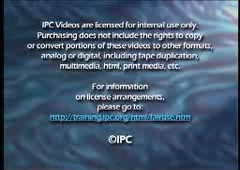 IPC Videos are licensed for internal use only.
Purchasing does not include the rights to copy
or convert portions of these videos to other formats,
analog or digital, including tape duplication,
multimedia, html, print media, etc.
For information
on license arrangements,
please go to:
http://training.ipc.org/html/fairuse.htm
©IPC